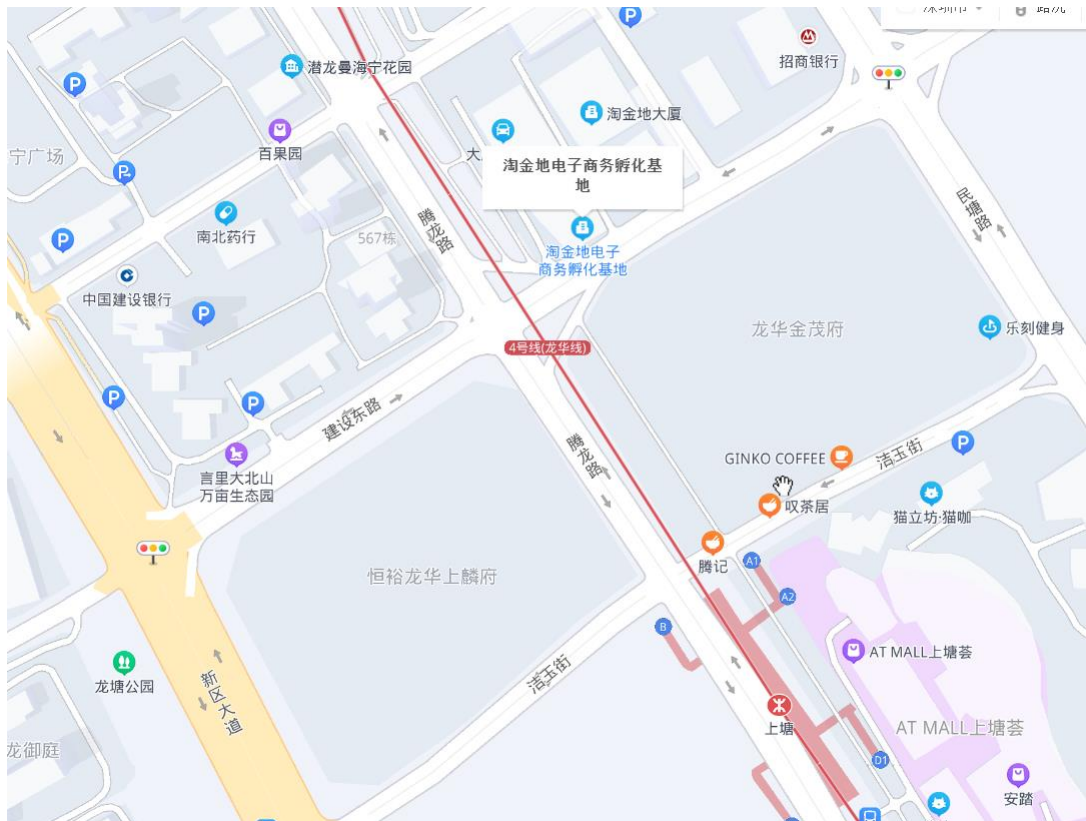 深圳市
路况
P
招商银行
潜龙曼海宁花园
P
淘金地大厦
宁广场
百果园
大
淘金地电子商务孵化基
地
P
民塘路
南北药行
腾龙路
567栋
P
淘金地电子
商务孵化基地
中国建设银行
P
龙华金茂府
乐刻健身
4号线(龙华线)
P
P
建设东路
腾龙路
GINKO COFFEE
洁玉街
P
言里大北山
万亩生态园
叹茶居
猫立坊·猫咖
腾记
A1
恒裕龙华上麟府
A2
B
AT MALL上塘荟
龙塘公园
洁玉街
新区大道
上塘
AT MALL上塘荟
龙御庭
D1
安踏